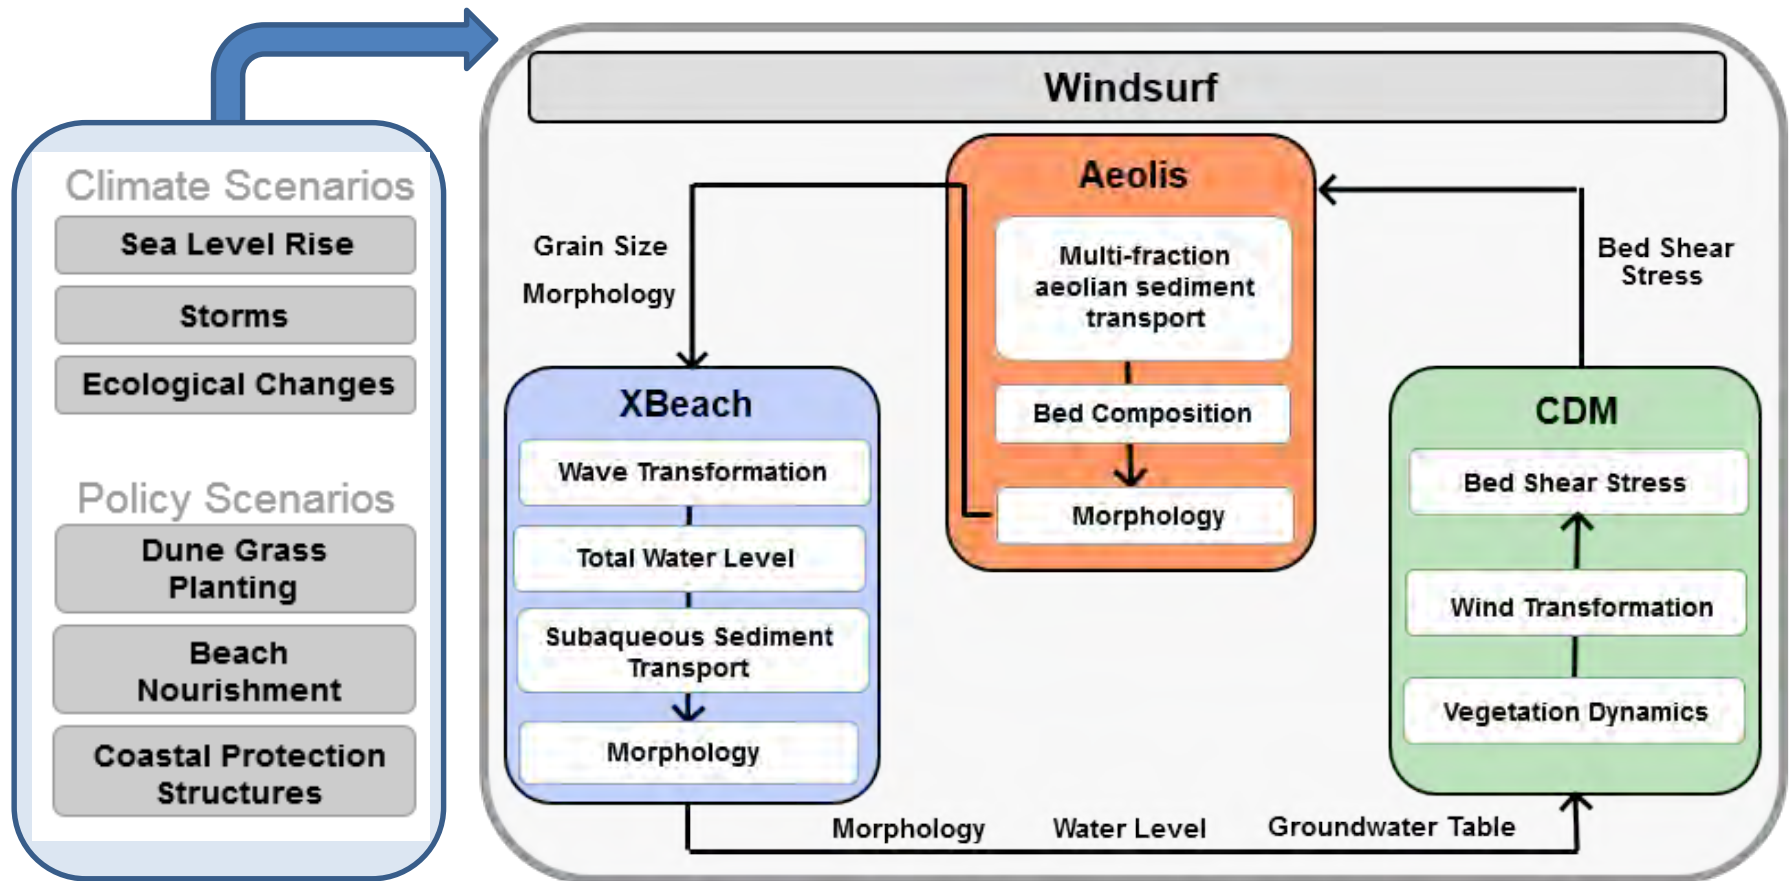 Climate Scenarios
Sea Level Rise
Storms
Ecological Changes
Policy Scenarios
Dune Grass
Planting
Beach
Nourishment
Coastal Protection
Structures
Windsurf
Aeolis
Multi-fraction
aeolian sediment
transport
Bed Composition
Morphology
Grain Size
Morphology
XBeach
Wave Transformation
Total Water Level
Subaqueous Sediment
Transport
Morphology
Morphology Water Level Groundwater Table
CDM
Bed Shear Stress
Wind Transformation
Vegetation Dynamics
Bed Shear
Stress